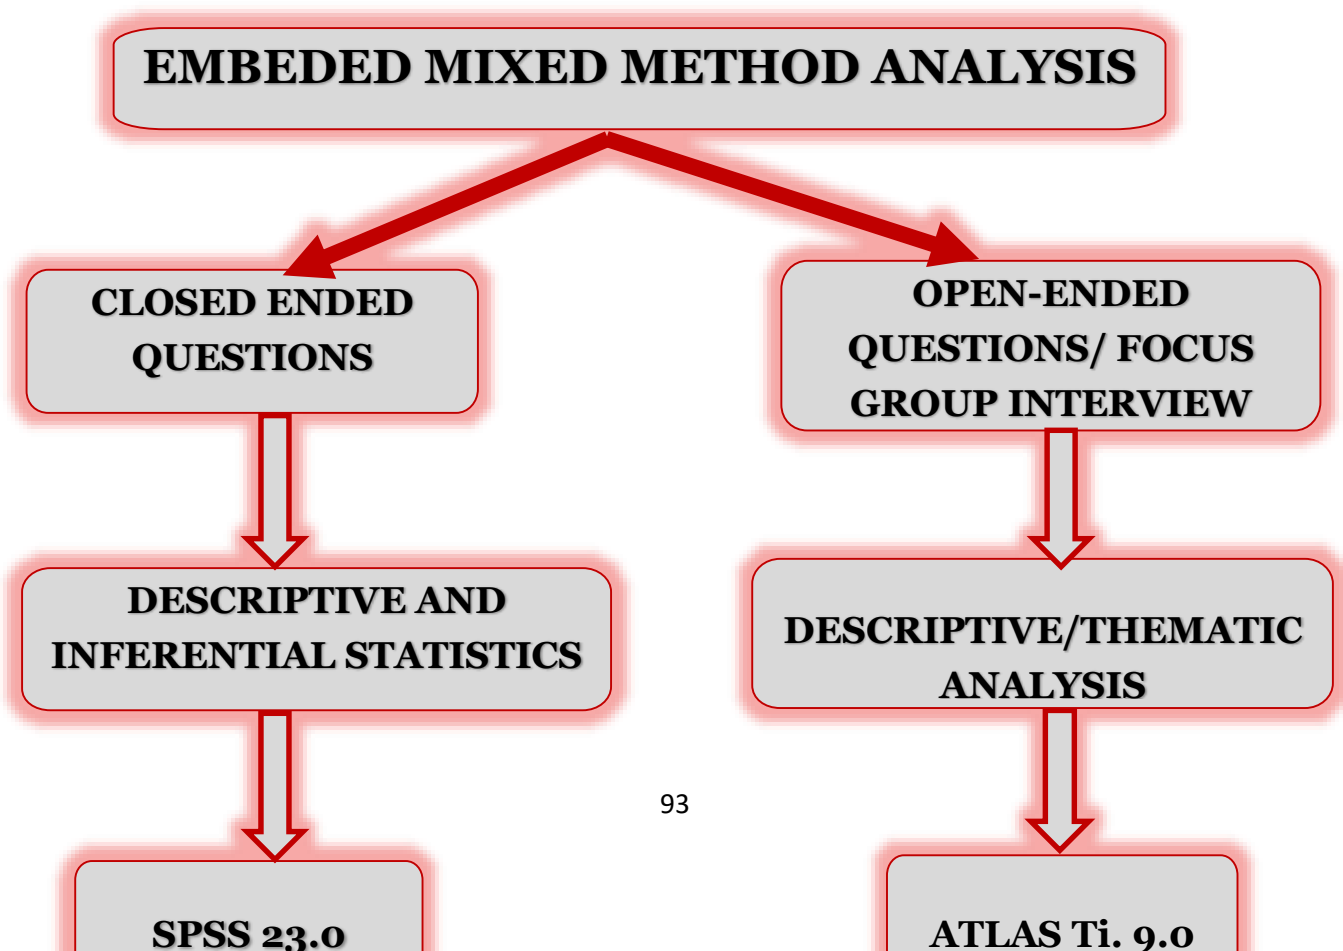 EMBEDED MIXED METHOD ANALYSIS
CLOSED ENDED
QUESTIONS
OPEN-ENDED
QUESTIONS/ FOCUS
GROUP INTERVIEW
DESCRIPTIVE AND
INFERENTIAL STATISTICS
DESCRIPTIVE/THEMATIC
ANALYSIS
93
SPSS 23.0
ATLAS Ti. 9.0